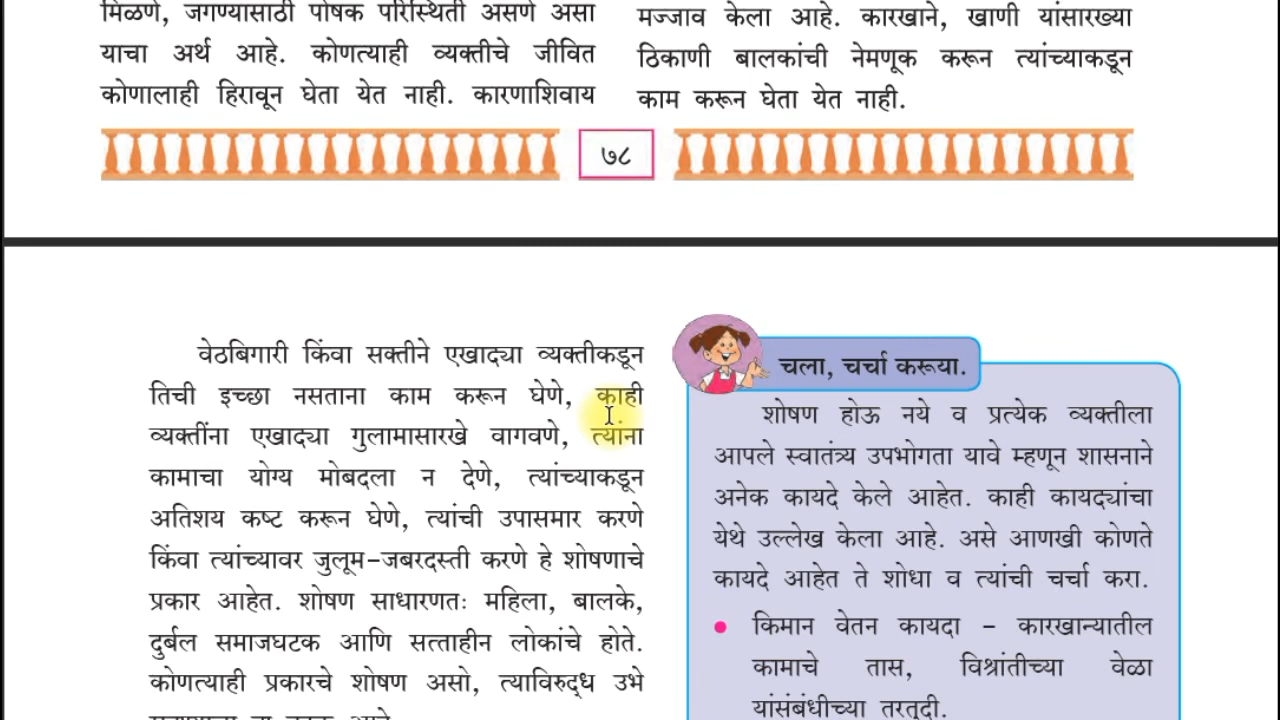 मिळणे, जगण्यासाठी पोषक परिस्थिती असणे असा
याचा अर्थ आहे. कोणत्याही व्यक्तीचे जीवित
कोणालाही हिरावून घेता येत नाही. कारणाशिवाय
मज्जाव केला आहे. कारखाने, खाणी यांसारख्या
ठिकाणी बालकांची नेमणूक करून त्यांच्याकडून
काम करून घेता येत नाही.
७८
वेठबिगारी किंवा सक्तीने एखाद्या व्यक्तीकडून
तिची इच्छा नसताना काम करून घेणे, काही
व्यक्तींना एखाद्या गुलामासारखे वागवणे, त्यांना
कामाचा योग्य मोबदला न देणे, त्यांच्याकडून
अतिशय कष्ट करून घेणे, त्यांची उपासमार करणे
किंवा त्यांच्यावर जुलूम-जबरदस्ती करणे हे शोषणाचे
प्रकार आहेत. शोषण साधारणतः महिला, बालके,
दुर्बल समाजघटक आणि सत्ताहीन लोकांचे होते.
कोणत्याही प्रकारचे शोषण असो, त्याविरुद्ध उभे
चला, चर्चा करूया.
शोषण होऊ नये व प्रत्येक व्यक्तीला
आपले स्वातंत्र्य उपभोगता यावे म्हणून शासनाने
अनेक कायदे केले आहेत. काही कायद्यांचा
येथे उल्लेख केला आहे. असे आणखी कोणते
कायदे आहेत ते शोधा व त्यांची चर्चा करा.
• किमान वेतन कायदा - कारखान्यातील
कामाचे तास, विश्रांतीच्या वेळा
यांसंबंधीच्या तरतुदी.